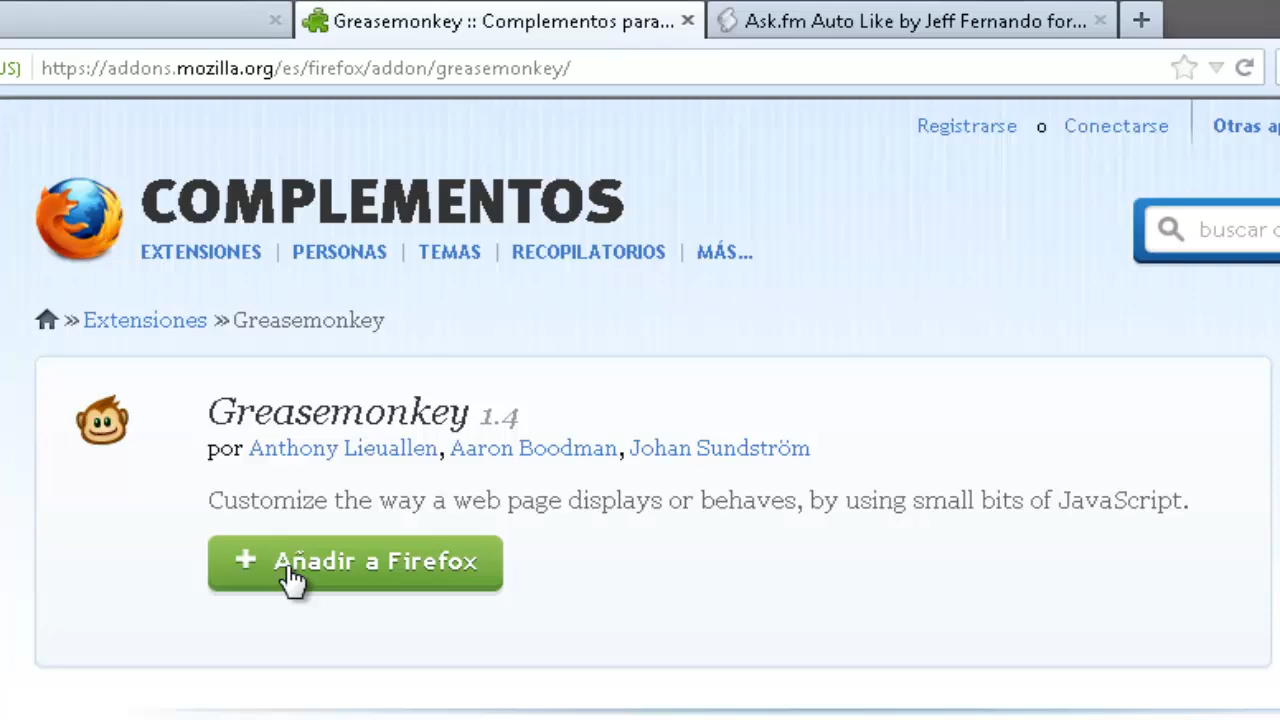 Greasemonkey :: Complementos para...
Ask.fm Auto Like by Jeff Fernando for...
US)
https://addons.mozilla.org/es/firefox/addon/greasemonkey/
Registrarse o Conectarse
Otras
COMPLEMENTOS
EXTENSIONES | PERSONAS | TEMAS | RECOPILATORIOS | MÁS...
buscar
» Extensiones » Greasemonkey
Greasemonkey 1.4
por Anthony Lieuallen, Aaron Boodman, Johan Sundström
Customize the way a web page displays or behaves, by using small bits of JavaScript.
+ Añadir a Firefox